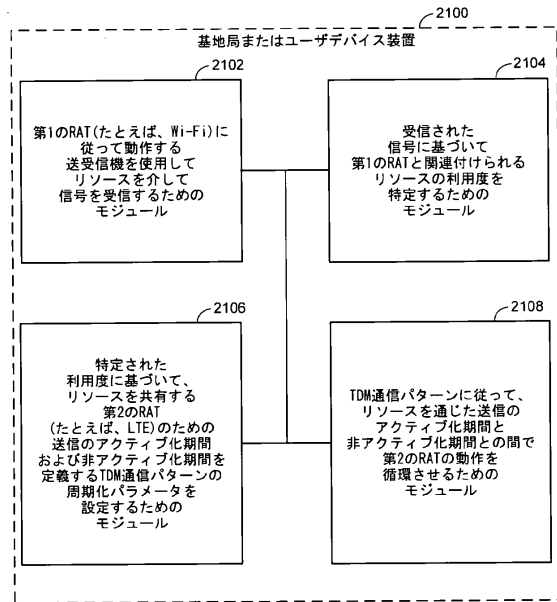 2100
基地局またはユーザデバイス装置
2102
第1のRAT(たとえば、Wi-Fi)に
従って動作する
送受信機を使用して
リソースを介して
信号を受信するための
モジュール
2104
受信された
信号に基づいて
第1のRATと関連付けられる
リソースの利用度を
特定するための
モジュール
2106
特定された
利用度に基づいて、
リソースを共有する
第2のRAT
(たとえば、LTE)のための
送信のアクティブ化期間
および非アクティブ化期間を
定義するTDM通信パターンの
周期化パラメータを
設定するための
モジュール
2108
TDM通信パターンに従って、
リソースを通じた送信の
アクティブ化期間と
非アクティブ化期間との間で
第2のRATの動作を
循環させるための
モジュール